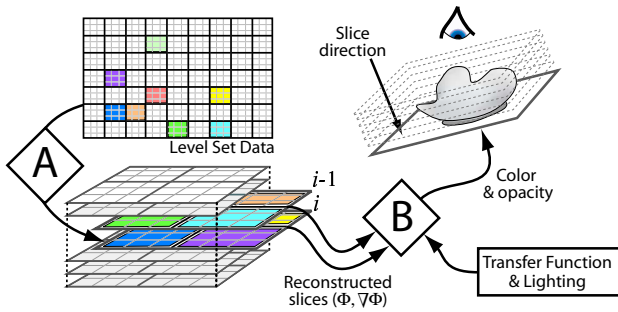 Slice
direction
Level Set Data
A
i-1
i
Color
& opacity
B
Reconstructed
slices (Φ, ∇Φ)
Transfer Function
& Lighting